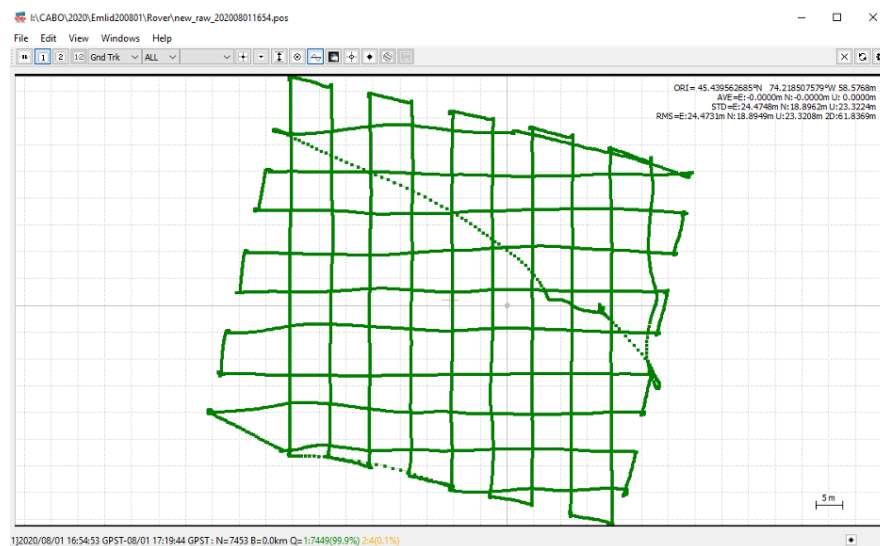 I:\CABO\2020\Emlid200801\Rover\new_raw_202008011654.pos
File Edit View Windows Help
1 2 12 Gnd Trk ALL
ORI= 45.439562685°N 74.218507579°W 58.5768m
AVE=E:-0.0000m N:-0.0000m U: 0.0000m
STD=E:24.4748m N:18.8962m U:23.3224m
RMS=E:24.4731m N:18.8949m U:23.3208m 2D:61.8369m
5 m
1]2020/08/01 16:54:53 GPST-08/01 17:19:44 GPST : N=7453 B=0.0km Q=1:7449(99.9%) 2:4(0.1%)